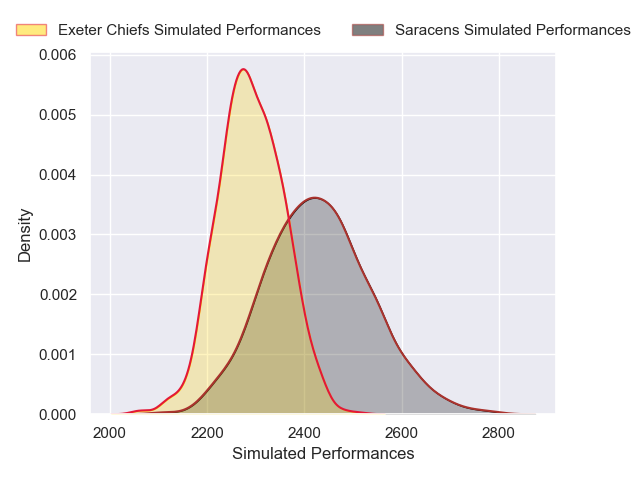 Exeter Chiefs Simulated Performances Saracens Simulated Performances
0.006
0.005
0.004
0.003
0.002
0.001
0.000
Density
2000 2200 2400 2600 2800
Simulated Performances